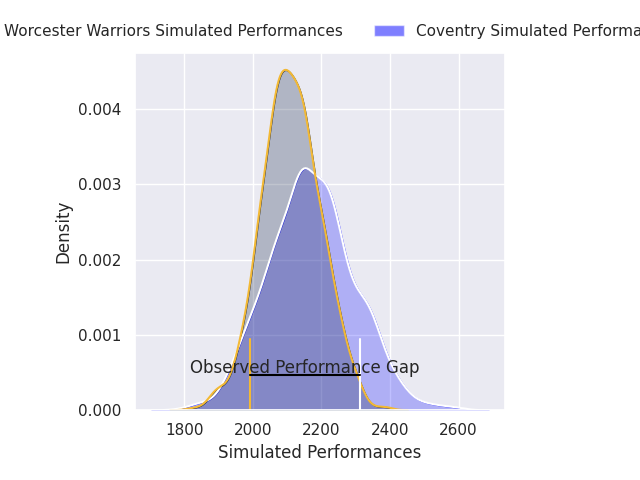 Worcester Warriors Simulated Performances
Coventry Simulated Performa
0.004
0.003
0.002
0.001
0.000
Density
Observed Performance Gap
1800 2000 2200 2400 2600
Simulated Performances